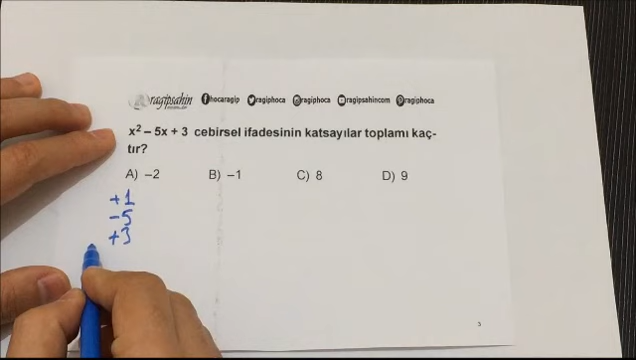 ragipsahin hocaragip ragiphoca ragiphoca ragipsahincom ragiphoca
x² – 5x + 3 cebirsel ifadesinin katsayılar toplamı kaç-
tır?
A) –2 B) –1 C) 8 D) 9
+1
-5
+3
3